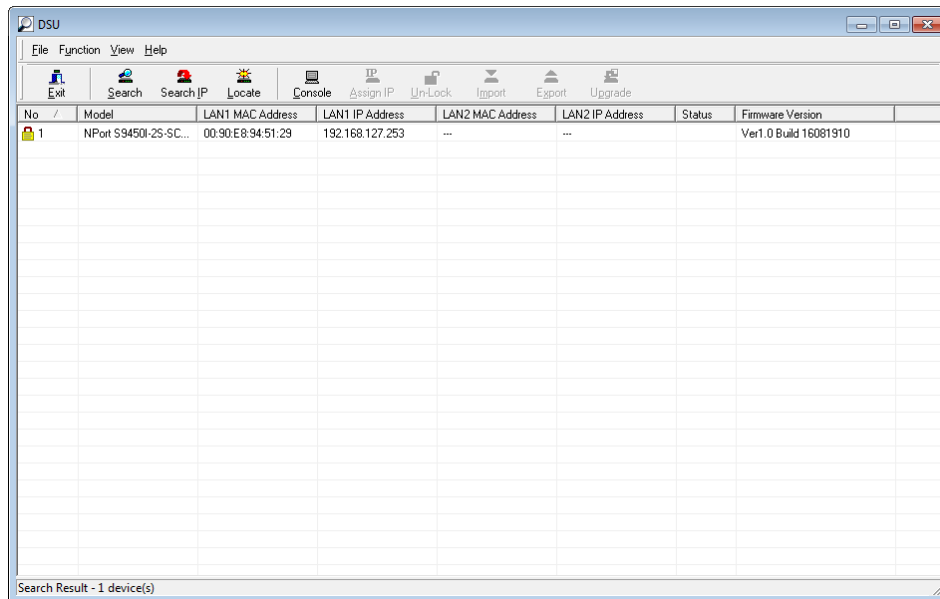 DSU
File Function View Help
Exit Search Search IP Locate Console Assign IP Un-Lock Import Export Upgrade
No Model LAN1 MAC Address LAN1 IP Address LAN2 MAC Address LAN2 IP Address Status Firmware Version
1 NPort S9450I-2S-SC... 00:90:E8:94:51:29 192.168.127.253 --- --- Ver1.0 Build 16081910
Search Result - 1 device(s)